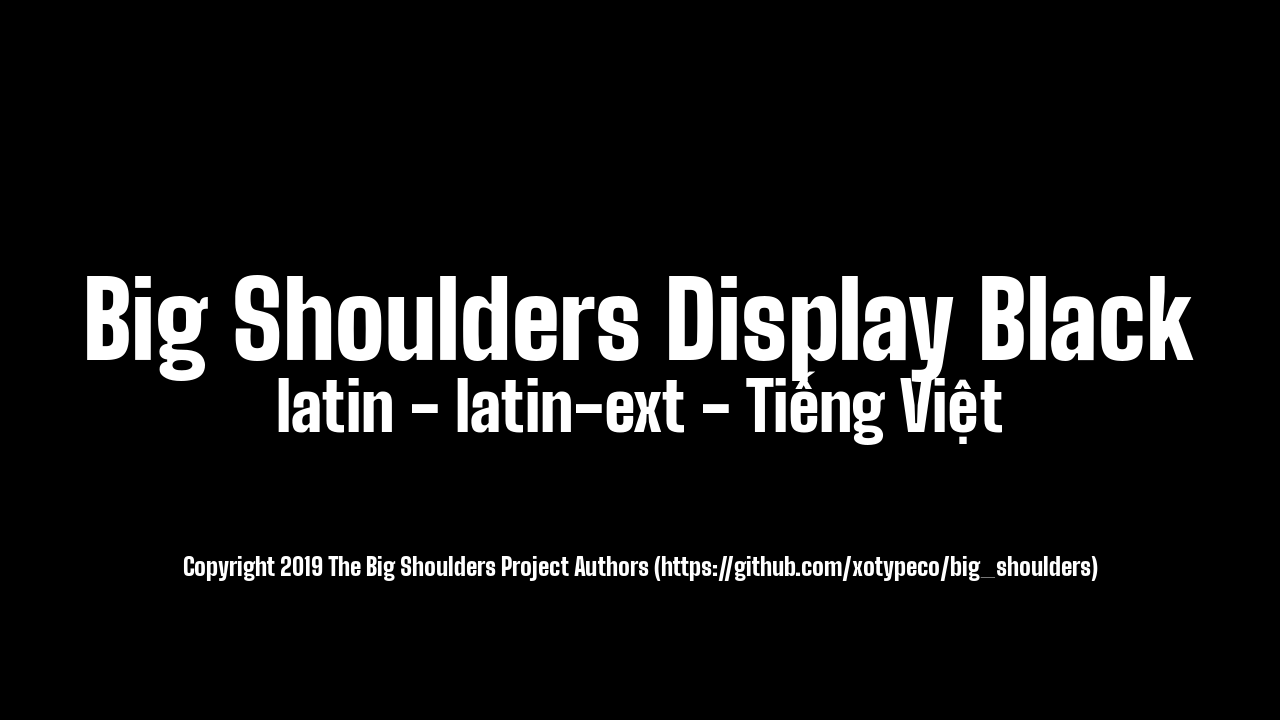 Big Shoulders Display Black
latin - latin-ext - Tiếng Việt
Copyright 2019 The Big Shoulders Project Authors (https://github.com/xotypeco/big_shoulders)